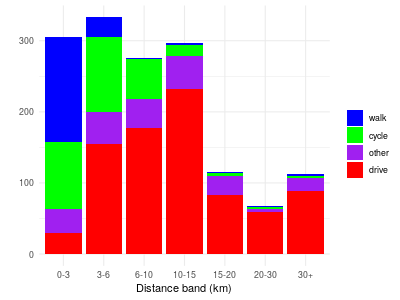 300
200
100
0
0-3 3-6 6-10 10-15 15-20 20-30 30+
Distance band (km)
walk
cycle
other
drive